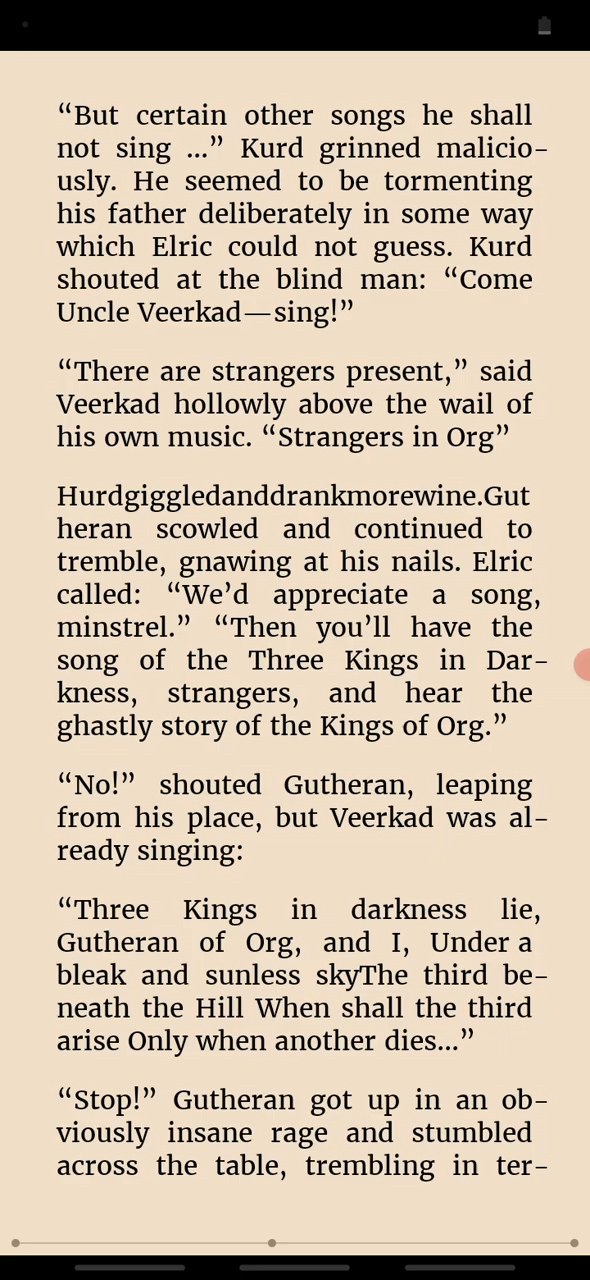 “But certain other songs he shall
not sing ...” Kurd grinned malicio-
usly. He seemed to be tormenting
his father deliberately in some way
which Elric could not guess. Kurd
shouted at the blind man: “Come
Uncle Veerkad—sing!”
“There are strangers present,” said
Veerkad hollowly above the wail of
his own music. “Strangers in Org”
Hurdgiggledanddrankmorewine.Gut
heran scowled and continued to
tremble, gnawing at his nails. Elric
called: “We’d appreciate a song,
minstrel.” “Then you’ll have the
song of the Three Kings in Dar-
kness, strangers, and hear the
ghastly story of the Kings of Org.”
“No!” shouted Gutheran, leaping
from his place, but Veerkad was al-
ready singing:
“Three Kings in darkness lie,
Gutheran of Org, and I, Under a
bleak and sunless skyThe third be-
neath the Hill When shall the third
arise Only when another dies...”
“Stop!” Gutheran got up in an ob-
viously insane rage and stumbled
across the table, trembling in ter-